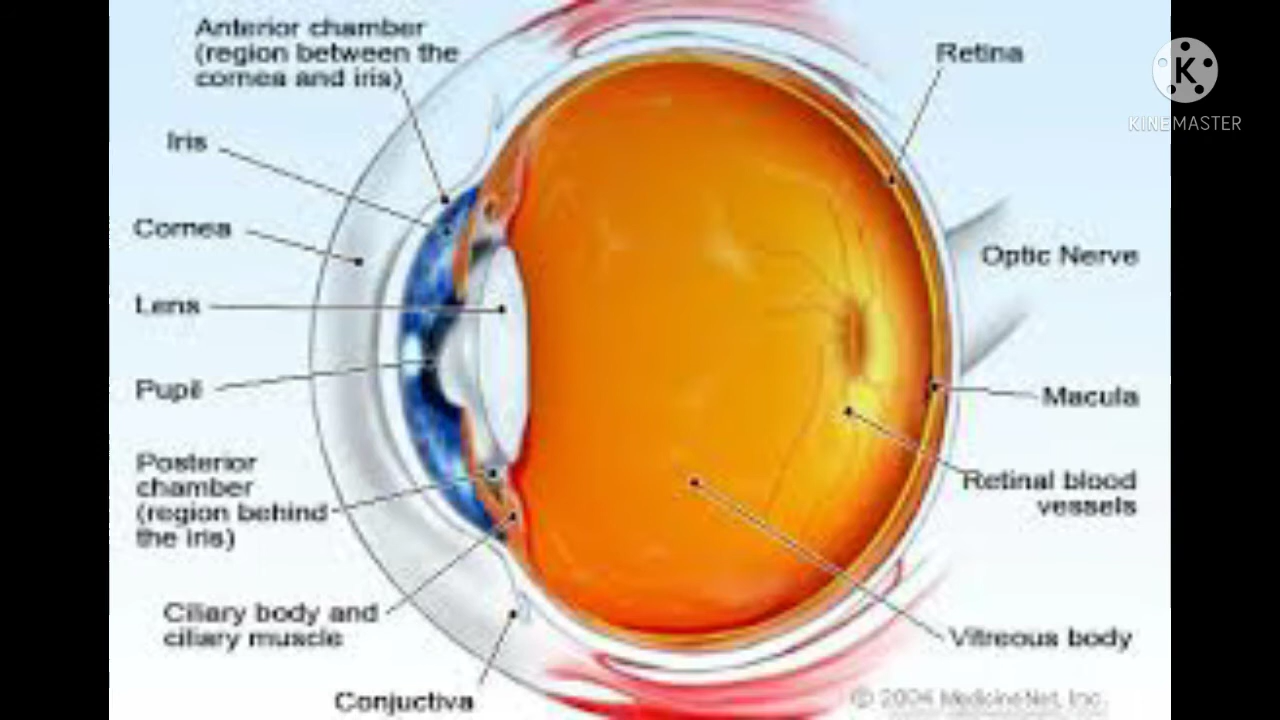 Anterior chamber
(region between the
cornea and iris)
Iris
Cornea
Lens
Pupil
Posterior
chamber
(region behind
the iris)
Ciliary body and
ciliary muscle
Conjuctiva
Retina
Optic Nerve
Macula
Retinal blood
vessels
Vitreous body
© 2004 MedicineNet, Inc.
K
KINEMASTER